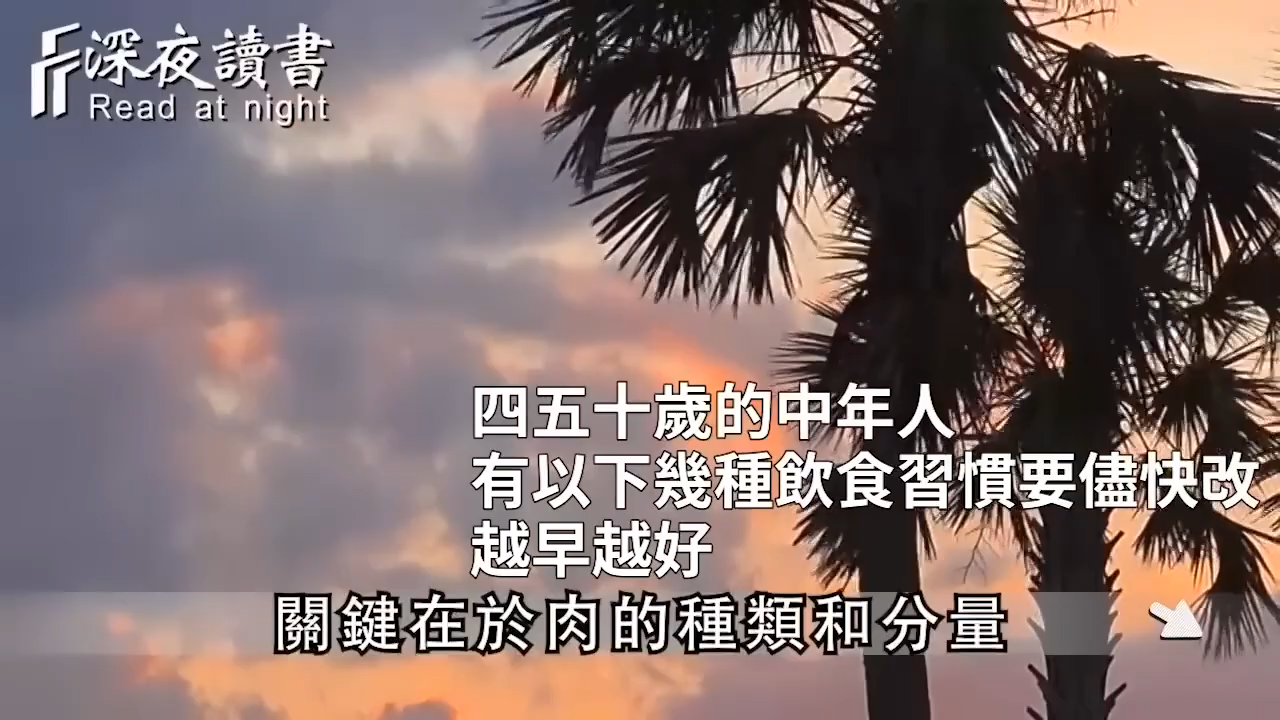 深夜讀書
Read at night
四五十歲的中年人
有以下幾種飲食習慣要儘快改
越早越好
關鍵在於肉的種類和分量